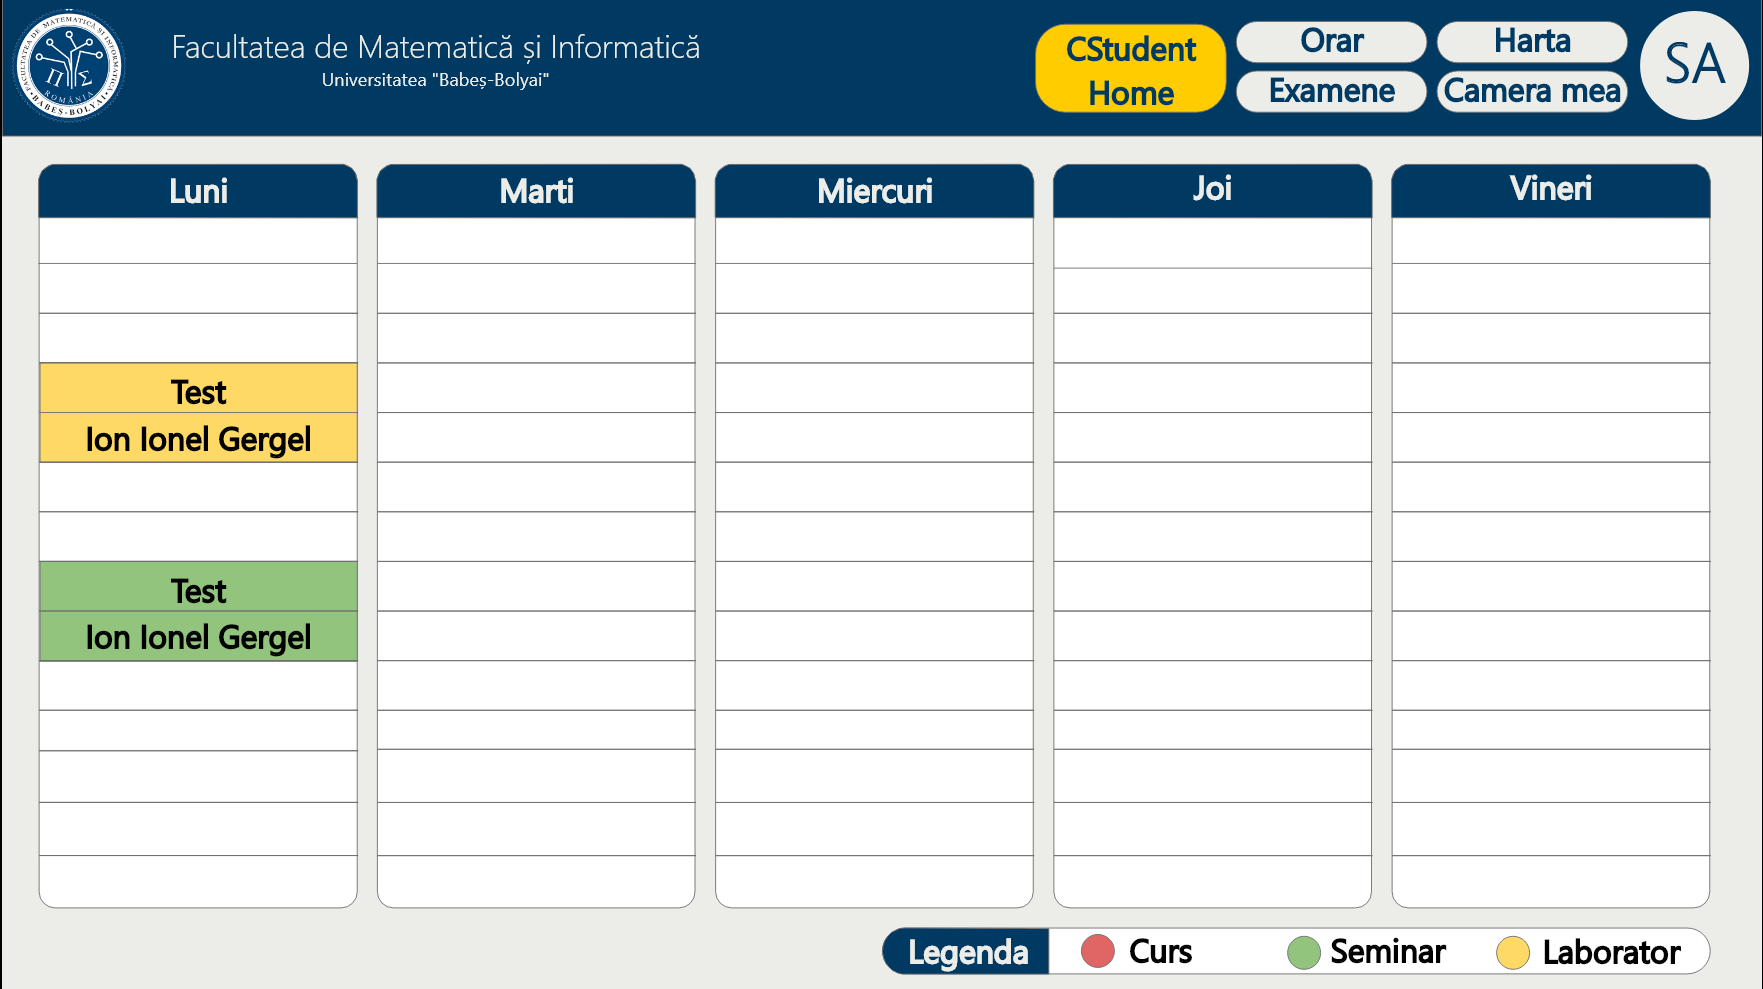 FACULTATEA DE MATEMATICĂ ȘI INFORMATICĂ
ROMÂNIA
BABEȘ-BOLYAI
Facultatea de Matematică și Informatică
Universitatea "Babeș-Bolyai"
CStudent
Home
Orar
Harta
Examene
Camera mea
SA
Luni
Marti
Miercuri
Joi
Vineri
Test
Ion Ionel Gergel
Test
Ion Ionel Gergel
Legenda
Curs
Seminar
Laborator